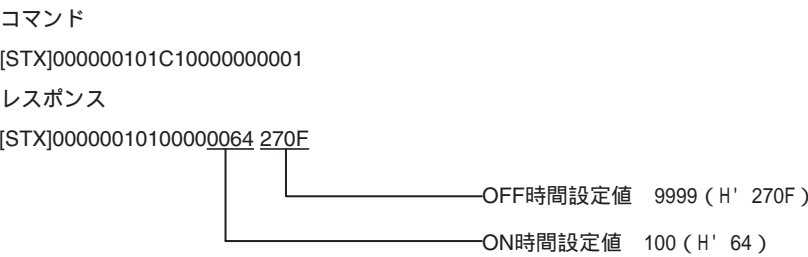 コマンド
[STX]000000101C10000000001
レスポンス
[STX]00000010100000064 270F
OFF時間設定値　9999（H' 270F）
ON時間設定値　100（H' 64）